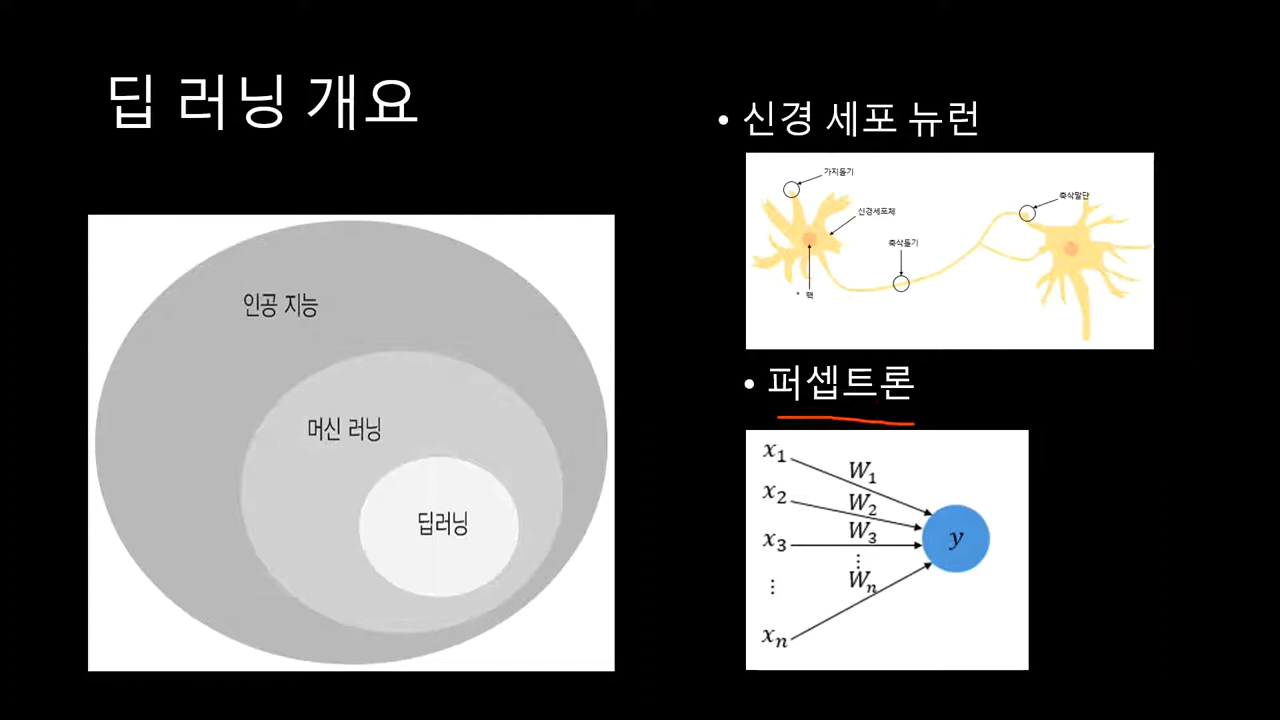 딥 러닝 개요
인공 지능
머신 러닝
딥러닝
• 신경 세포 뉴런
가지돌기
신경세포체
축삭돌기
축삭말단
* 핵
• 퍼셉트론
x1
x2
x3
⋮
xn
W1
W2
W3
⋮
Wn
y